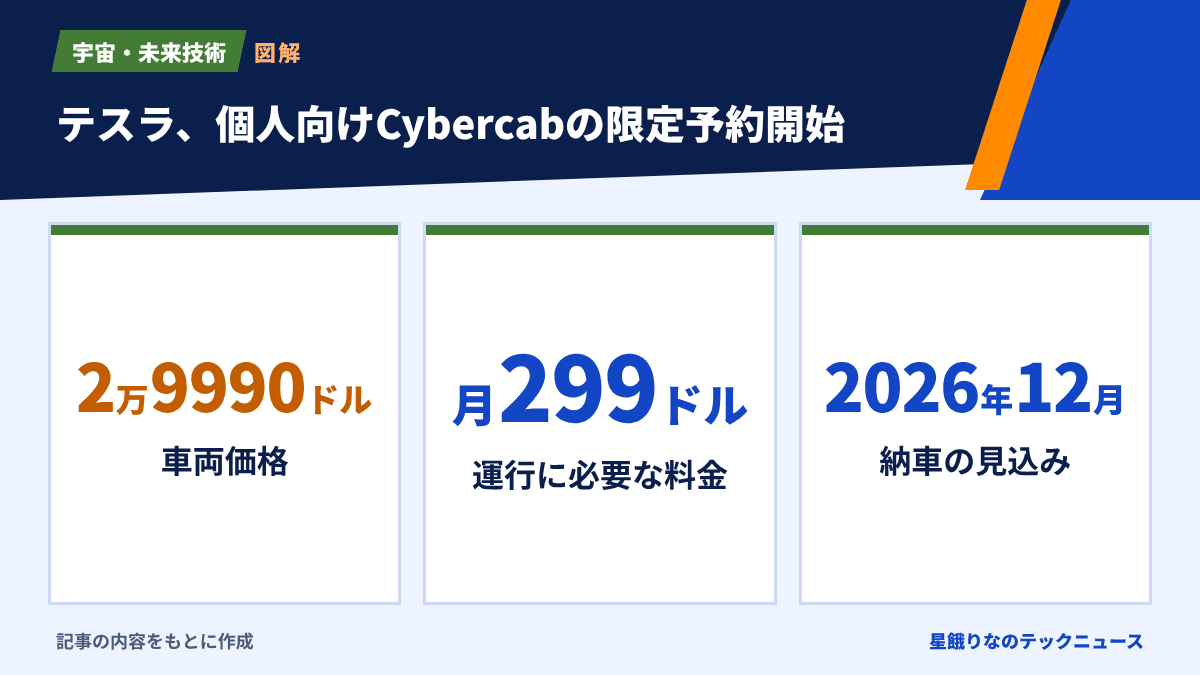 宇宙・未来技術 図解
テスラ、個人向けCybercabの限定予約開始
2万9990ドル
車両価格
月299ドル
運行に必要な料金
2026年12月
納車の見込み
記事の内容をもとに作成
星餓りなのテックニュース